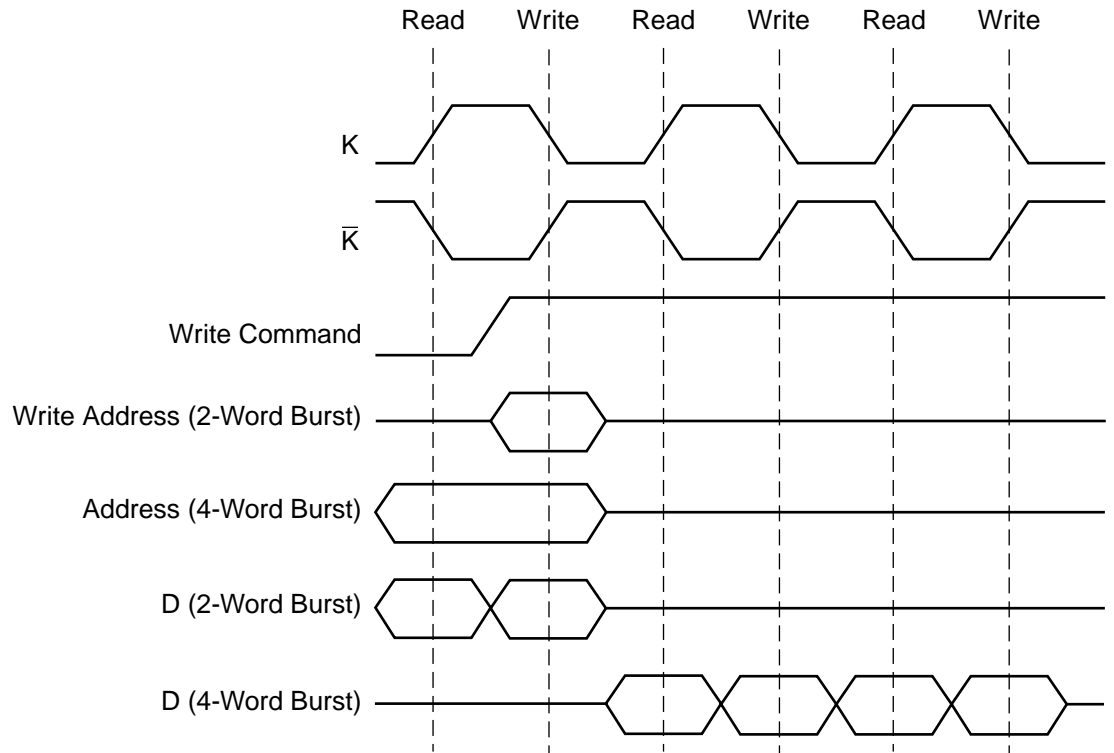 Read Write Read Write Read Write
K
K̅
Write Command
Write Address (2-Word Burst)
Address (4-Word Burst)
D (2-Word Burst)
D (4-Word Burst)